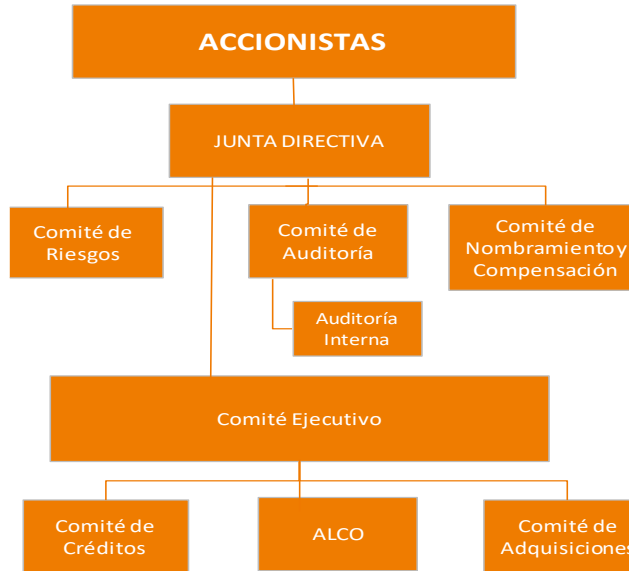 ACCIONISTAS
JUNTA DIRECTIVA
Comité de
Riesgos
Comité de
Auditoría
Comité de
Nombramiento y
Compensación
Auditoría
Interna
Comité Ejecutivo
Comité de
Créditos
ALCO
Comité de
Adquisiciones